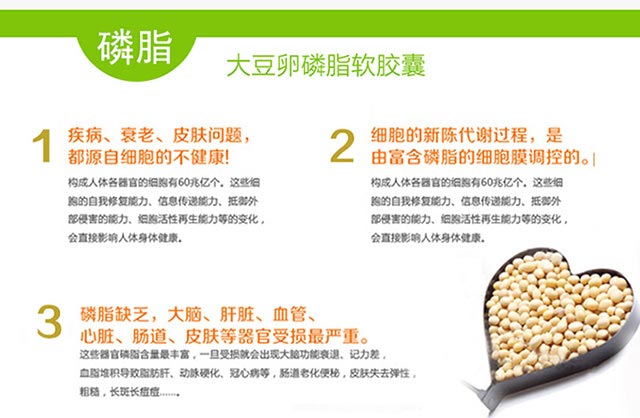 磷脂
大豆卵磷脂软胶囊
1
疾病、衰老、皮肤问题，
都源自细胞的不健康!
构成人体各器官的细胞有60兆亿个。这些细
胞的自我修复能力、信息传递能力、抵御外
部侵害的能力、细胞活性再生能力等的变化，
会直接影响人体身体健康。
2
细胞的新陈代谢过程，是
由富含磷脂的细胞膜调控的。
构成人体各器官的细胞有60兆亿个。这些细
胞的自我修复能力、信息传递能力、抵御外
部侵害的能力、细胞活性再生能力等的变化，
会直接影响人体身体健康。
3
磷脂缺乏，大脑、肝脏、血管、
心脏、肠道、皮肤等器官受损最严重。
这些器官磷脂含量最丰富，一旦受损就会出现大脑功能衰退、记力差，
血脂堆积导致脂肪肝、动脉硬化、冠心病等，肠道老化便秘，皮肤失去弹性，
粗糙，长斑长痘痘……。